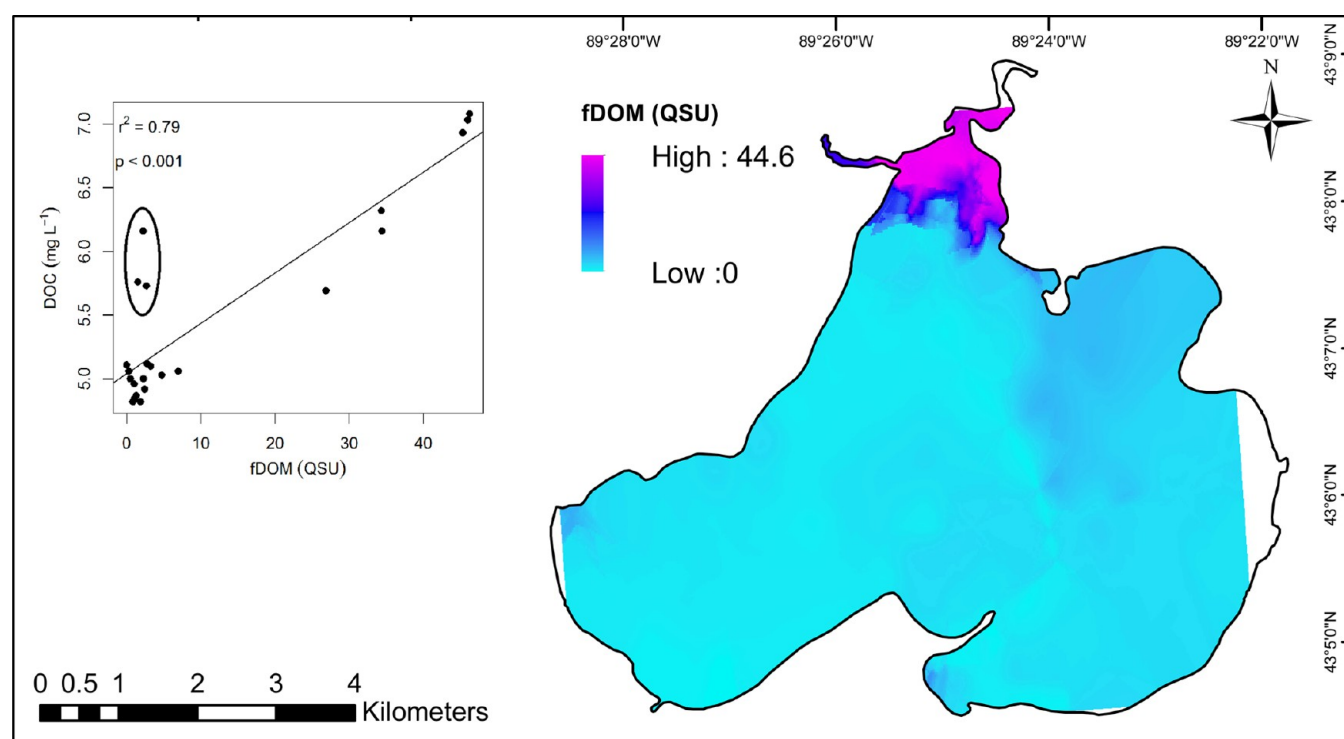 89°28'0"W 89°26'0"W 89°24'0"W 89°22'0"W
43°9'0"N
43°8'0"N
43°7'0"N
43°6'0"N
43°5'0"N
N
fDOM (QSU)
High : 44.6
Low :0
r² = 0.79
p < 0.001
DOC (mg L⁻¹)
7.0
6.5
6.0
5.5
5.0
0 10 20 30 40
fDOM (QSU)
0 0.5 1 2 3 4
Kilometers